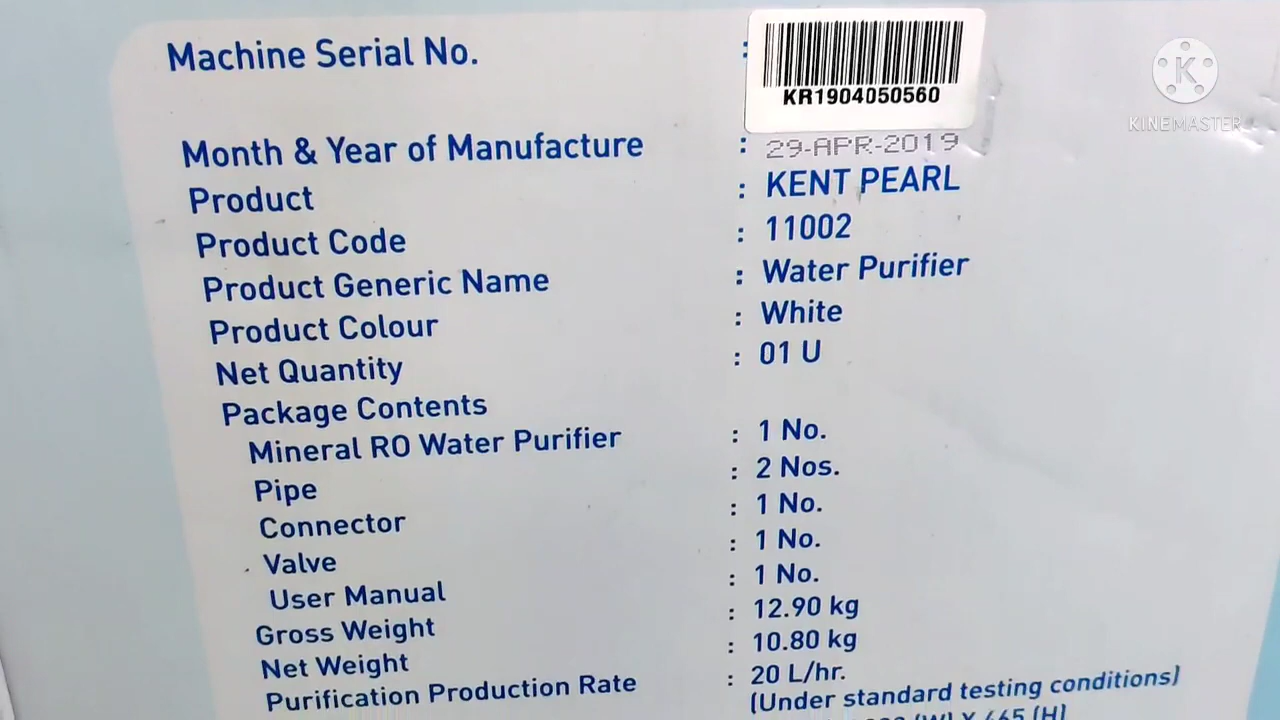 Machine Serial No. :
KR1904050560
Month & Year of Manufacture : 29-APR-2019
Product : KENT PEARL
Product Code : 11002
Product Generic Name : Water Purifier
Product Colour : White
Net Quantity : 01 U
Package Contents
Mineral RO Water Purifier : 1 No.
Pipe : 2 Nos.
Connector : 1 No.
Valve : 1 No.
User Manual : 1 No.
Gross Weight : 12.90 kg
Net Weight : 10.80 kg
Purification Production Rate : 20 L/hr.
(Under standard testing conditions)
(W) X 465 (H)
K
KINEMASTER